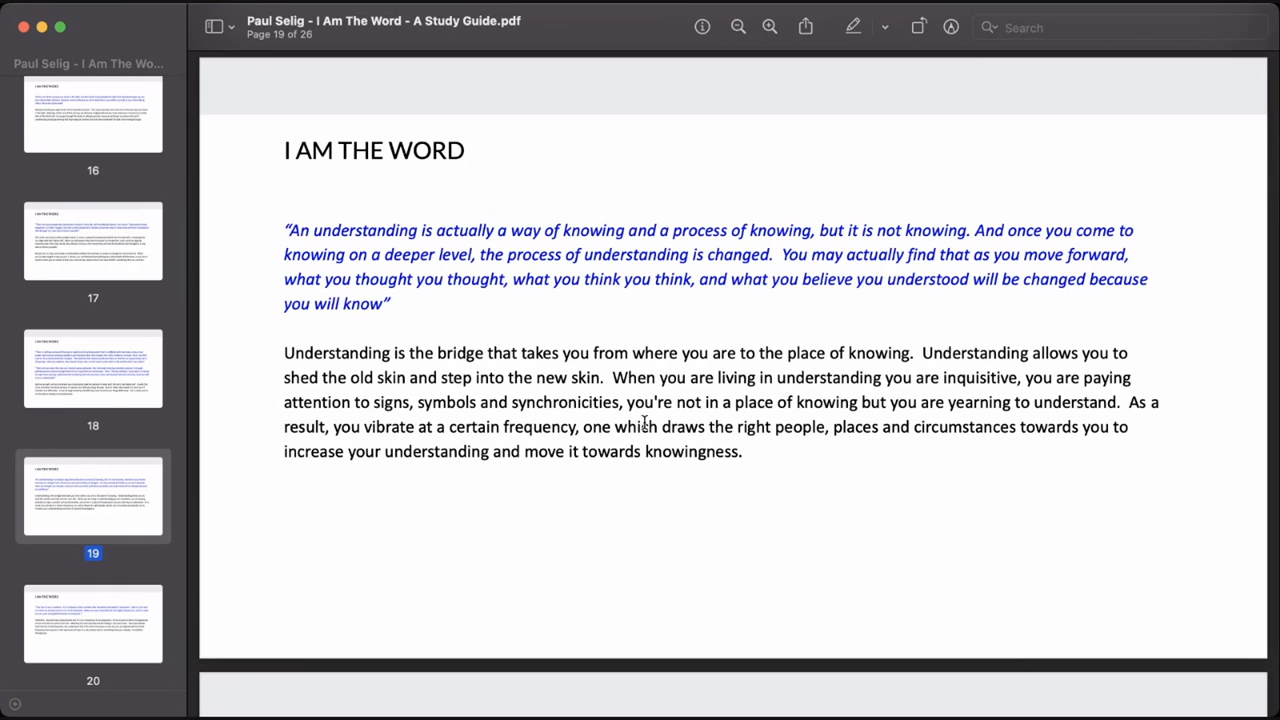 Paul Selig - I Am The Word - A Study Guide.pdf
Page 19 of 26
Search
Paul Selig - I Am The Wo...
16
17
18
19
20
I AM THE WORD
“An understanding is actually a way of knowing and a process of knowing, but it is not knowing. And once you come to
knowing on a deeper level, the process of understanding is changed. You may actually find that as you move forward,
what you thought you thought, what you think you think, and what you believe you understood will be changed because
you will know”
Understanding is the bridge that takes you from where you are to the point of knowing. Understanding allows you to
shed the old skin and step into the new skin. When you are living in understanding you are inquisitive, you are paying
attention to signs, symbols and synchronicities, you're not in a place of knowing but you are yearning to understand. As a
result, you vibrate at a certain frequency, one which draws the right people, places and circumstances towards you to
increase your understanding and move it towards knowingness.